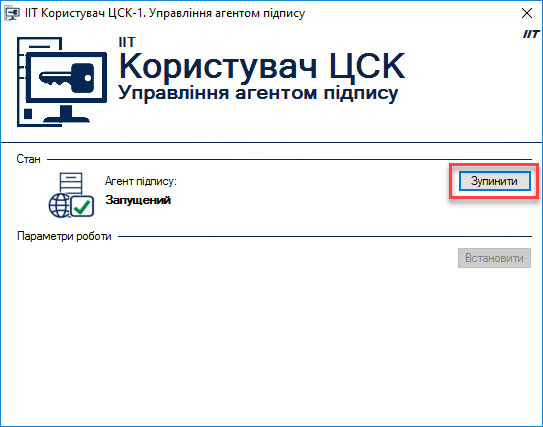 ІІТ Користувач ЦСК-1. Управління агентом підпису
ІІТ
ІІТ
Користувач ЦСК
Управління агентом підпису
Стан
Агент підпису:
Запущений
Зупинити
Параметри роботи
Встановити